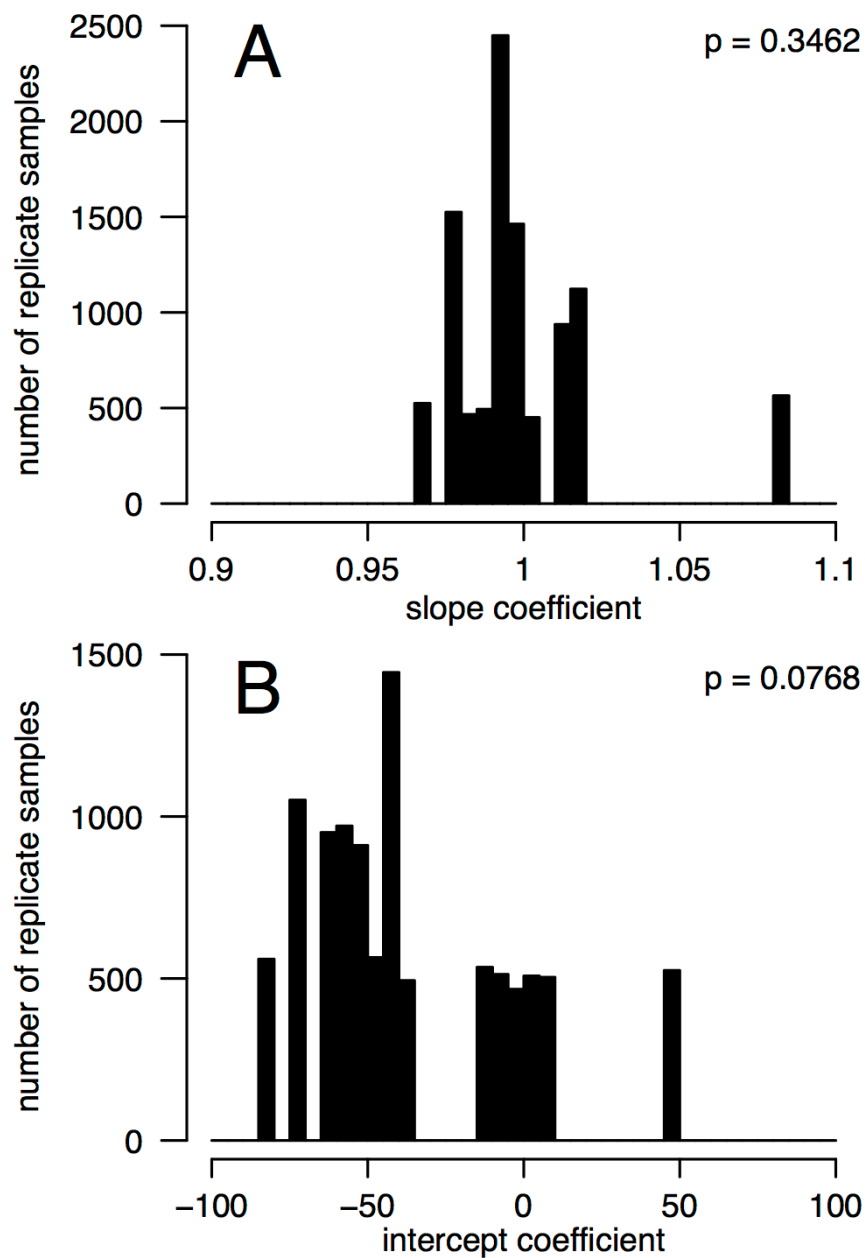 A
p = 0.3462
number of replicate samples
2500
2000
1500
1000
500
0
0.9 0.95 1 1.05 1.1
slope coefficient
B
p = 0.0768
number of replicate samples
1500
1000
500
0
−100 −50 0 50 100
intercept coefficient